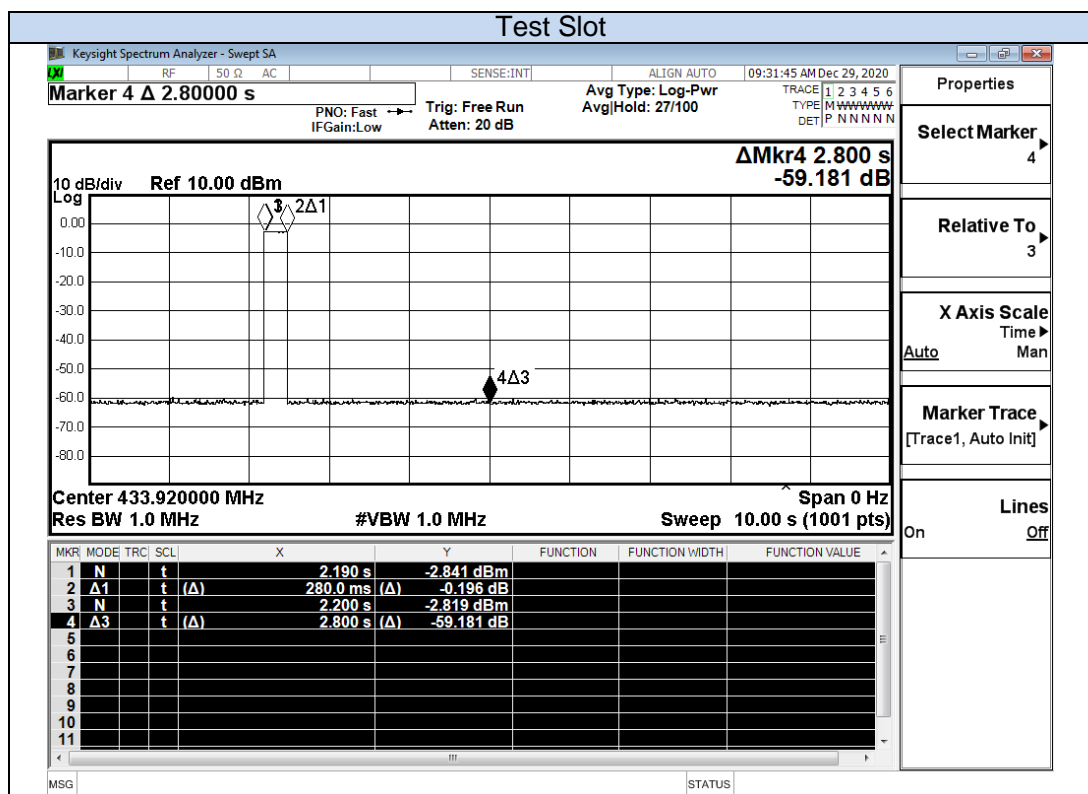 Test Slot
Keysight Spectrum Analyzer - Swept SA
LXI RF 50 Ω AC SENSE:INT ALIGN AUTO 09:31:45 AM Dec 29, 2020
Marker 4 Δ 2.80000 s
PNO: Fast
IFGain:Low
Trig: Free Run
Atten: 20 dB
Avg Type: Log-Pwr
Avg|Hold: 27/100
TRACE 1 2 3 4 5 6
TYPE M WWWWW
DET P N N N N N
ΔMkr4 2.800 s
-59.181 dB
10 dB/div Ref 10.00 dBm
Log
0.00
-10.0
-20.0
-30.0
-40.0
-50.0
-60.0
-70.0
-80.0
3 2Δ1
4Δ3
Center 433.920000 MHz Span 0 Hz
Res BW 1.0 MHz #VBW 1.0 MHz Sweep 10.00 s (1001 pts)
MKR MODE TRC SCL X Y FUNCTION FUNCTION WIDTH FUNCTION VALUE
1 N t 2.190 s -2.841 dBm
2 Δ1 t (Δ) 280.0 ms (Δ) -0.196 dB
3 N t 2.200 s -2.819 dBm
4 Δ3 t (Δ) 2.800 s (Δ) -59.181 dB
5
6
7
8
9
10
11
MSG STATUS
Properties
Select Marker
4
Relative To
3
X Axis Scale
Time
Auto Man
Marker Trace
[Trace1, Auto Init]
Lines
On Off